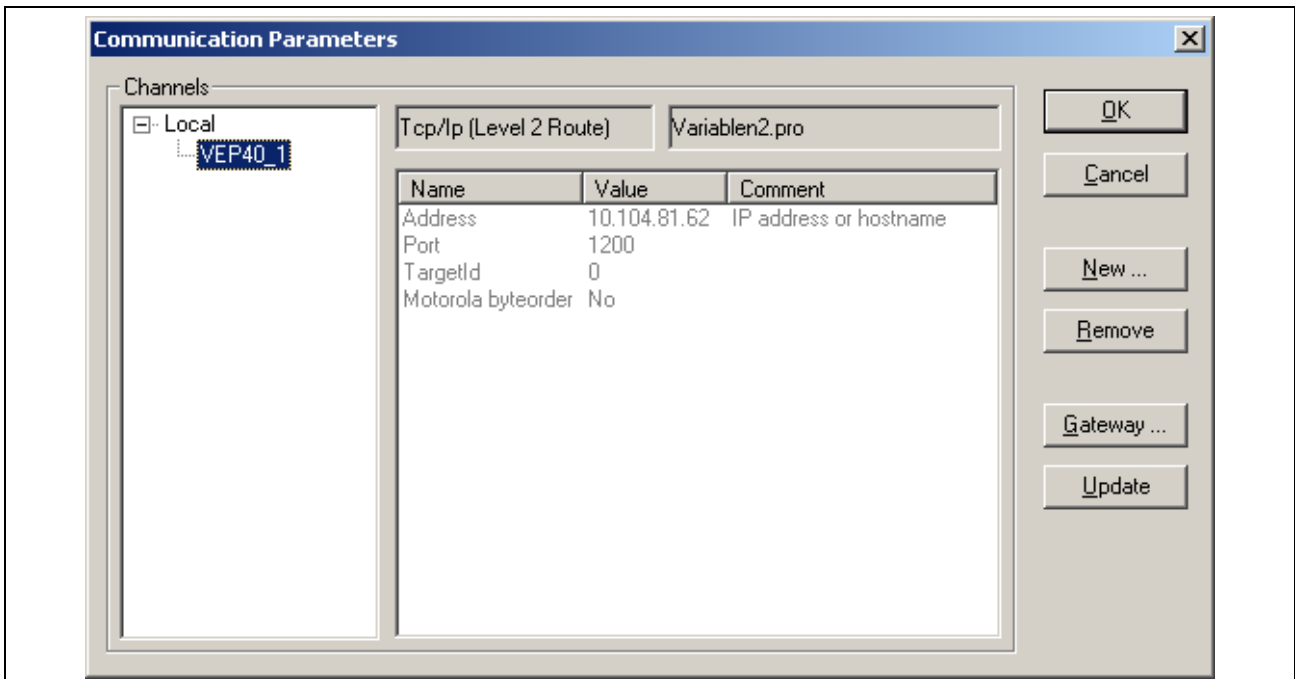 Communication Parameters
Channels
Local
VEP40_1
Tcp/Ip (Level 2 Route) Variablen2.pro
Name Value Comment
Address 10.104.81.62 IP address or hostname
Port 1200
TargetId 0
Motorola byteorder No
OK
Cancel
New ...
Remove
Gateway ...
Update